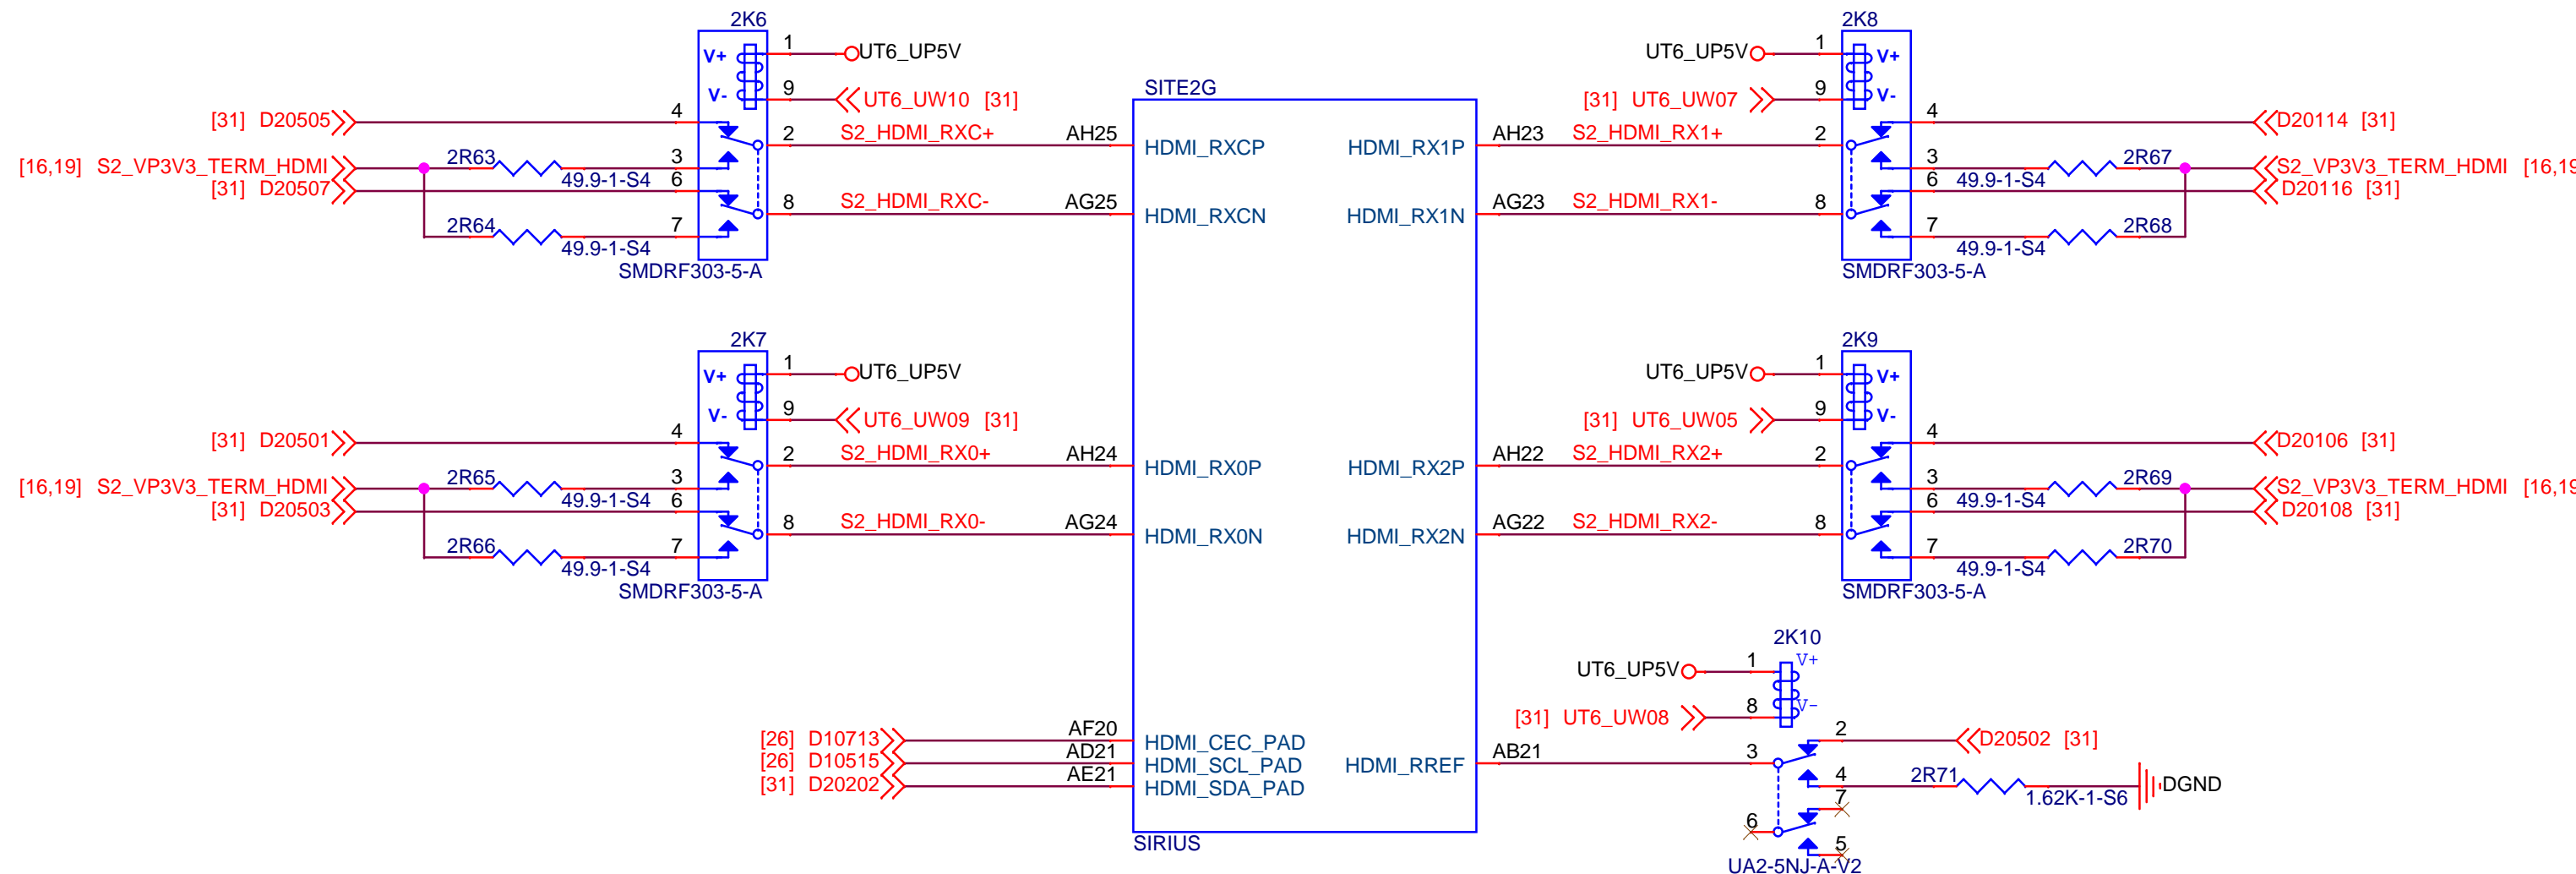 2K6
V+
V-
1
UT6_UP5V
9
UT6_UW10 [31]
[31] D20505
4
2
S2_HDMI_RXC+
AH25
[16,19] S2_VP3V3_TERM_HDMI
2R63
49.9-1-S4
3
[31] D20507
6
8
S2_HDMI_RXC-
AG25
2R64
49.9-1-S4
7
SMDRF303-5-A
2K7
V+
V-
1
UT6_UP5V
9
UT6_UW09 [31]
[31] D20501
4
2
S2_HDMI_RX0+
AH24
[16,19] S2_VP3V3_TERM_HDMI
2R65
49.9-1-S4
3
[31] D20503
6
8
S2_HDMI_RX0-
AG24
2R66
49.9-1-S4
7
SMDRF303-5-A
[26] D10713
AF20
[26] D10515
AD21
[31] D20202
AE21
SITE2G
HDMI_RXCP
HDMI_RX1P
HDMI_RXCN
HDMI_RX1N
HDMI_RX0P
HDMI_RX2P
HDMI_RX0N
HDMI_RX2N
HDMI_CEC_PAD
HDMI_SCL_PAD
HDMI_RREF
HDMI_SDA_PAD
SIRIUS
2K8
UT6_UP5V
1
V+
[31] UT6_UW07
9
V-
AH23
S2_HDMI_RX1+
2
4
D20114 [31]
3
49.9-1-S4
2R67
S2_VP3V3_TERM_HDMI [16,19
6
D20116 [31]
AG23
S2_HDMI_RX1-
8
7
49.9-1-S4
2R68
SMDRF303-5-A
2K9
UT6_UP5V
1
V+
[31] UT6_UW05
9
V-
AH22
S2_HDMI_RX2+
2
4
D20106 [31]
3
49.9-1-S4
2R69
S2_VP3V3_TERM_HDMI [16,19
6
D20108 [31]
AG22
S2_HDMI_RX2-
8
7
49.9-1-S4
2R70
SMDRF303-5-A
2K10
UT6_UP5V
1
V+
[31] UT6_UW08
8
V-
2
D20502 [31]
AB21
3
4
2R71
1.62K-1-S6
DGND
7
6
5
UA2-5NJ-A-V2